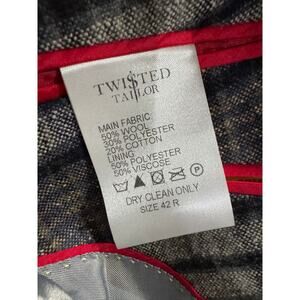 TWISTED
TAILOR
MAIN FABRIC
50% WOOL
30% POLYESTER
20% COTTON
LINING
50% POLYESTER
50% VISCOSE
P
DRY CLEAN ONLY
SIZE 42 R